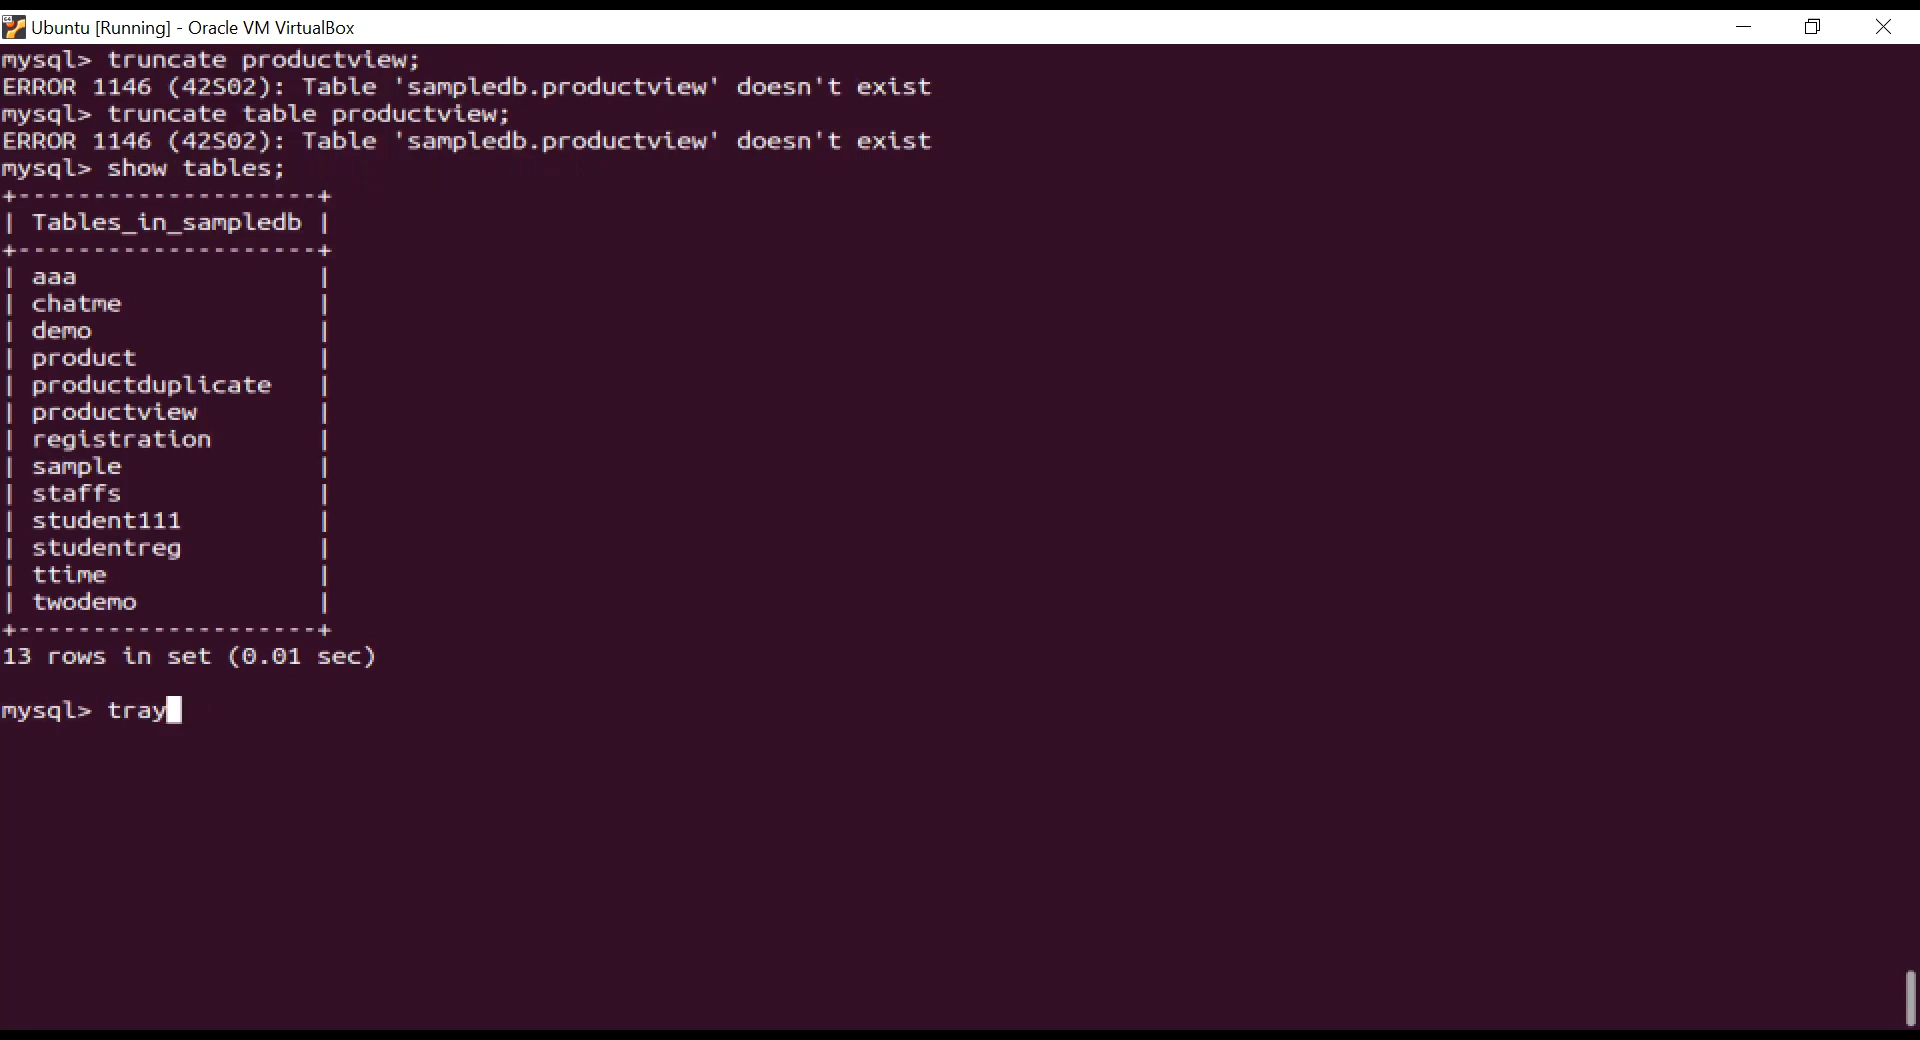 Ubuntu [Running] - Oracle VM VirtualBox
mysql> truncate productview;
ERROR 1146 (42S02): Table 'sampledb.productview' doesn't exist
mysql> truncate table productview;
ERROR 1146 (42S02): Table 'sampledb.productview' doesn't exist
mysql> show tables;
+--------------------+
| Tables_in_sampledb |
+--------------------+
| aaa                |
| chatme             |
| demo               |
| product            |
| productduplicate   |
| productview        |
| registration       |
| sample             |
| staffs             |
| student111         |
| studentreg         |
| ttime              |
| twodemo            |
+--------------------+
13 rows in set (0.01 sec)
mysql> tray